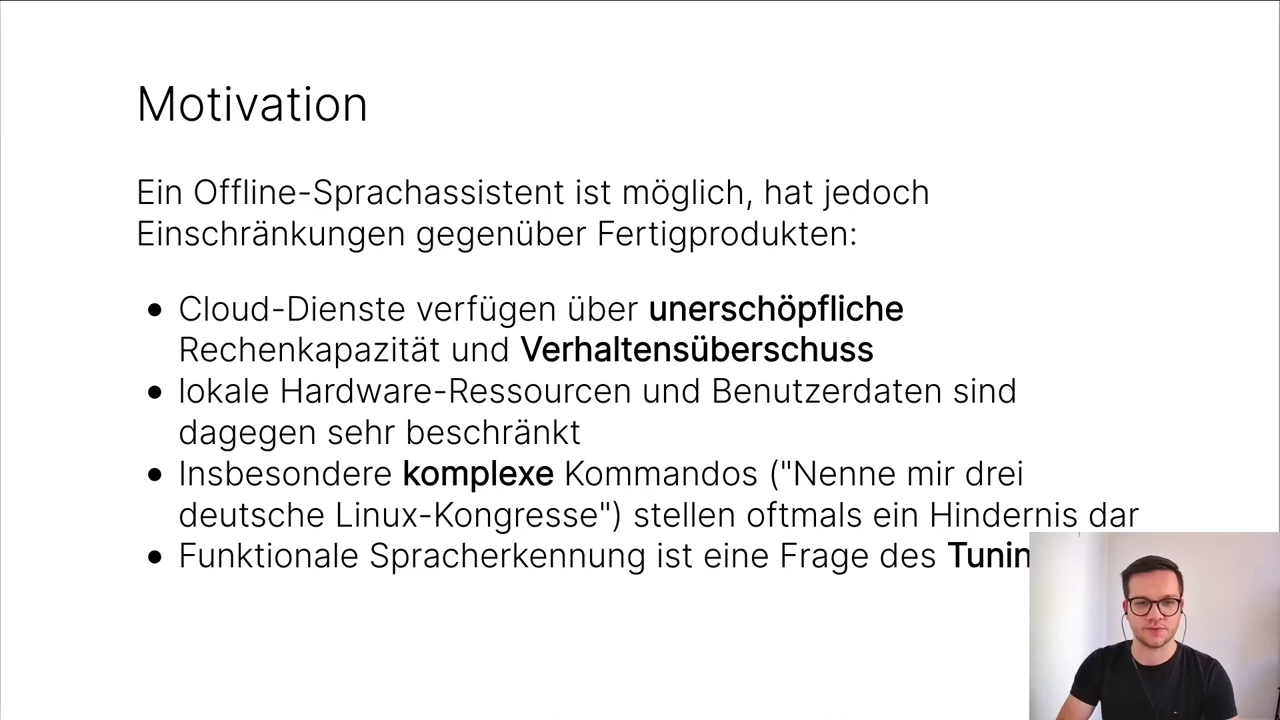 Motivation
Ein Offline-Sprachassistent ist möglich, hat jedoch
Einschränkungen gegenüber Fertigprodukten:
• Cloud-Dienste verfügen über unerschöpfliche
Rechenkapazität und Verhaltensüberschuss
• lokale Hardware-Ressourcen und Benutzerdaten sind
dagegen sehr beschränkt
• Insbesondere komplexe Kommandos ("Nenne mir drei
deutsche Linux-Kongresse") stellen oftmals ein Hindernis dar
• Funktionale Spracherkennung ist eine Frage des